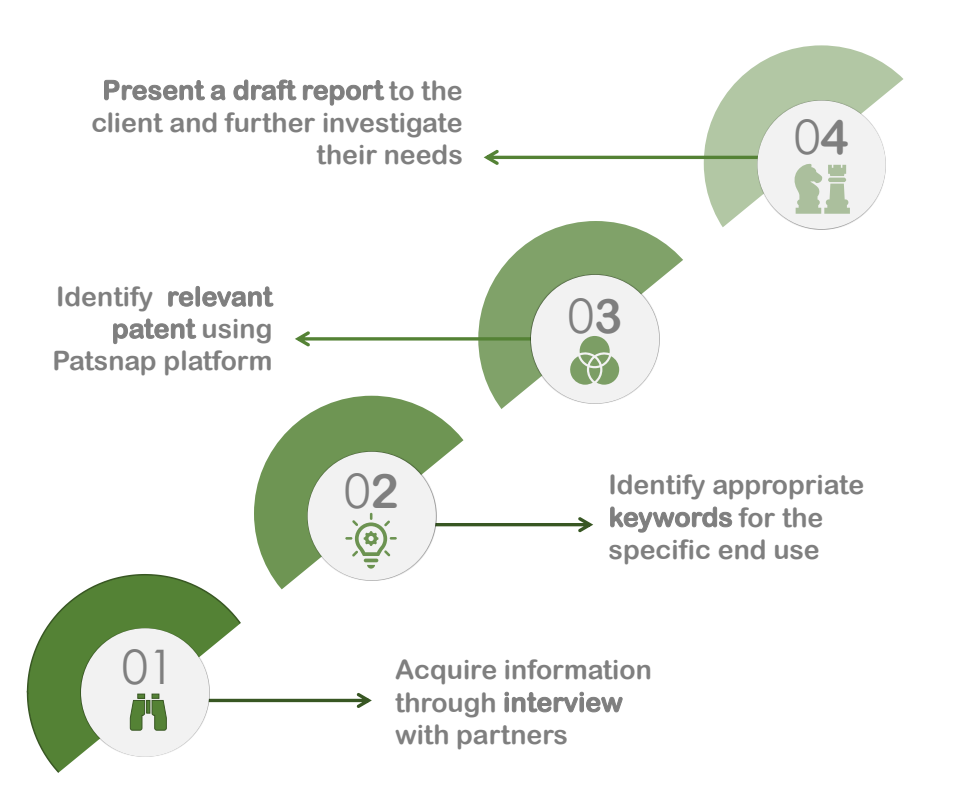 Present a draft report to the
client and further investigate
their needs
04
Identify relevant
patent using
Patsnap platform
03
02
Identify appropriate
keywords for the
specific end use
01
Acquire information
through interview
with partners